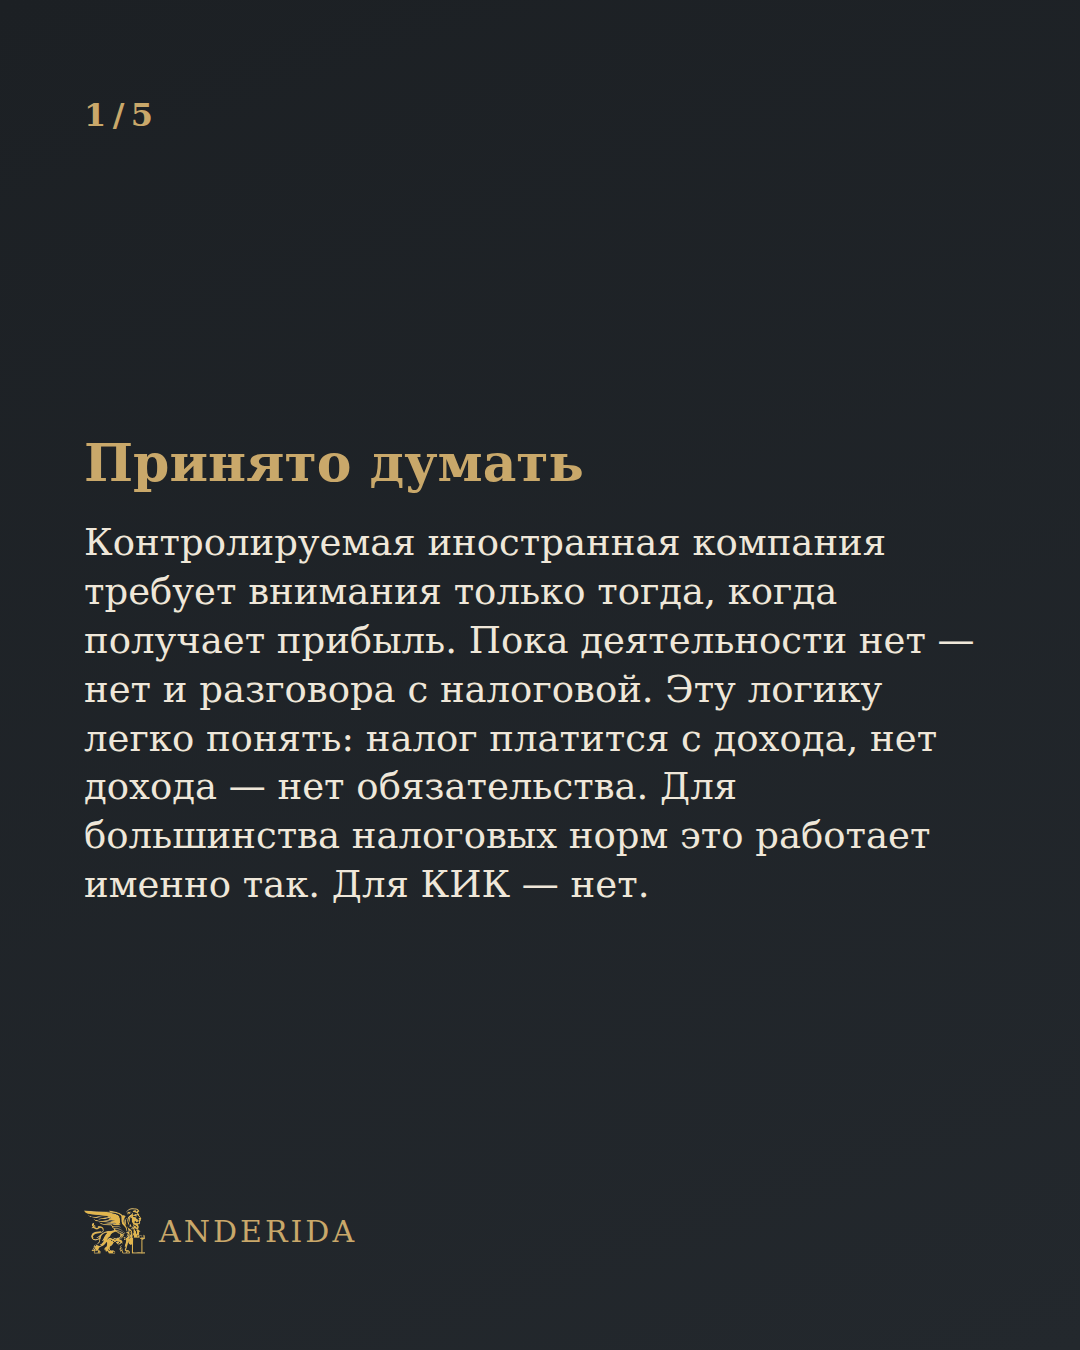 1/5
Принято думать
Контролируемая иностранная компания
требует внимания только тогда, когда
получает прибыль. Пока деятельности нет —
нет и разговора с налоговой. Эту логику
легко понять: налог платится с дохода, нет
дохода — нет обязательства. Для
большинства налоговых норм это работает
именно так. Для КИК — нет.
ANDERIDA